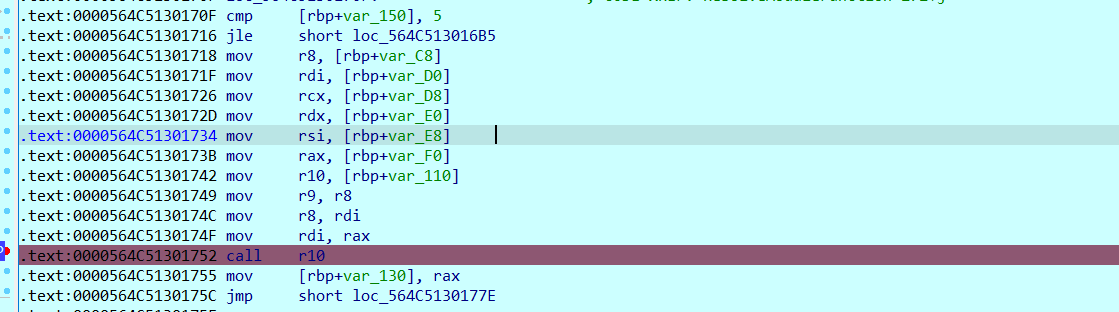 .text:0000564C5130170F cmp [rbp+var_150], 5
.text:0000564C51301716 jle short loc_564C513016B5
.text:0000564C51301718 mov r8, [rbp+var_C8]
.text:0000564C5130171F mov rdi, [rbp+var_D0]
.text:0000564C51301726 mov rcx, [rbp+var_D8]
.text:0000564C5130172D mov rdx, [rbp+var_E0]
.text:0000564C51301734 mov rsi, [rbp+var_E8]
.text:0000564C5130173B mov rax, [rbp+var_F0]
.text:0000564C51301742 mov r10, [rbp+var_110]
.text:0000564C51301749 mov r9, r8
.text:0000564C5130174C mov r8, rdi
.text:0000564C5130174F mov rdi, rax
.text:0000564C51301752 call r10
.text:0000564C51301755 mov [rbp+var_130], rax
.text:0000564C5130175C jmp short loc_564C5130177E